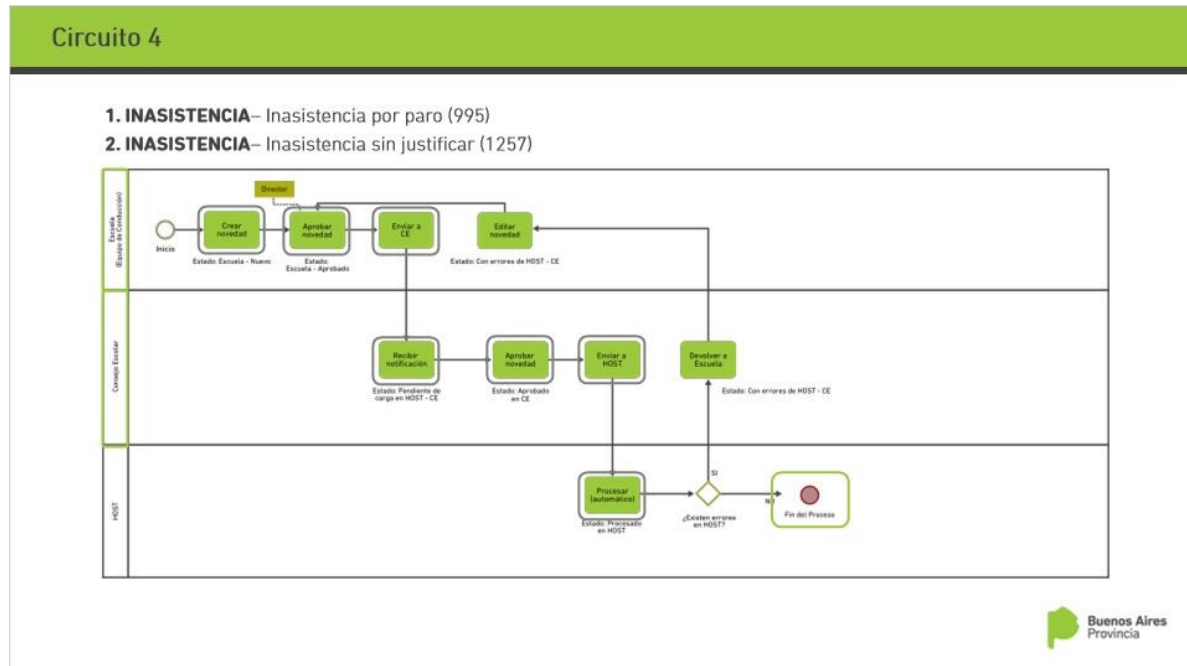 Circuito 4
1. INASISTENCIA– Inasistencia por paro (995)
2. INASISTENCIA– Inasistencia sin justificar (1257)
Escuela
(Equipo de Conducción)
Director
Inicio
Crear
novedad
Estado: Escuela - Nuevo
Aprobar
novedad
Estado:
Escuela - Aprobado
Enviar a
CE
Editar
novedad
Estado: Con errores de HOST - CE
Consejo Escolar
Recibir
notificación
Estado: Pendiente de
carga en HOST - CE
Aprobar
novedad
Estado: Aprobado
en CE
Enviar a
HOST
Devolver a
Escuela
Estado: Con errores de HOST - CE
HOST
Procesar
(automático)
Estado: Procesado
en HOST
SI
¿Existen errores
en HOST?
NO
Fin del Proceso
Buenos Aires
Provincia